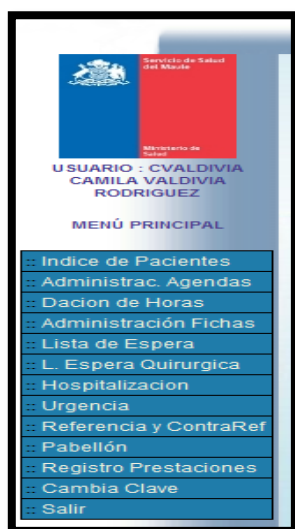 Servicio de Salud
del Maule
Ministerio de
Salud
USUARIO : CVALDIVIA
CAMILA VALDIVIA
RODRIGUEZ
MENÚ PRINCIPAL
:: Indice de Pacientes
:: Administrac. Agendas
:: Dacion de Horas
:: Administración Fichas
:: Lista de Espera
:: L. Espera Quirurgica
:: Hospitalizacion
:: Urgencia
:: Referencia y ContraRef
:: Pabellón
:: Registro Prestaciones
:: Cambia Clave
:: Salir